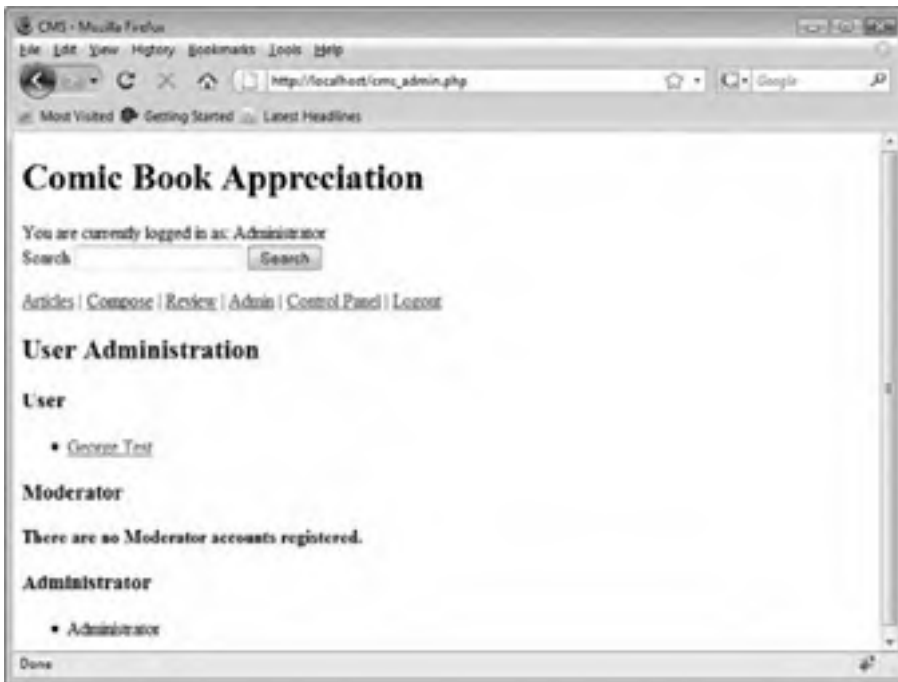 CMS - Mozilla Firefox
File Edit View History Bookmarks Tools Help
http://localhost/cms_admin.php
Google
Most Visited Getting Started Latest Headlines
Comic Book Appreciation
You are currently logged in as: Administrator
Search Search
Articles | Compose | Review | Admin | Control Panel | Logout
User Administration
User
• George Test
Moderator
There are no Moderator accounts registered.
Administrator
• Administrator
Done